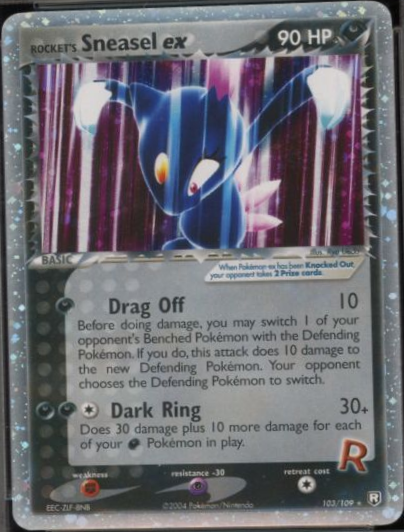 ROCKET'S Sneasel ex 90 HP
BASIC
When Pokémon-ex has been Knocked Out,
your opponent takes 2 Prize cards.
Drag Off 10
Before doing damage, you may switch 1 of your
opponent's Benched Pokémon with the Defending
Pokémon. If you do, this attack does 10 damage to
the new Defending Pokémon. Your opponent
chooses the Defending Pokémon to switch.
Dark Ring 30+
Does 30 damage plus 10 more damage for each
of your Pokémon in play.
R
weakness resistance -30 retreat cost
EEC-ZLF-BNB ©2004 Pokémon/Nintendo 103/109 R